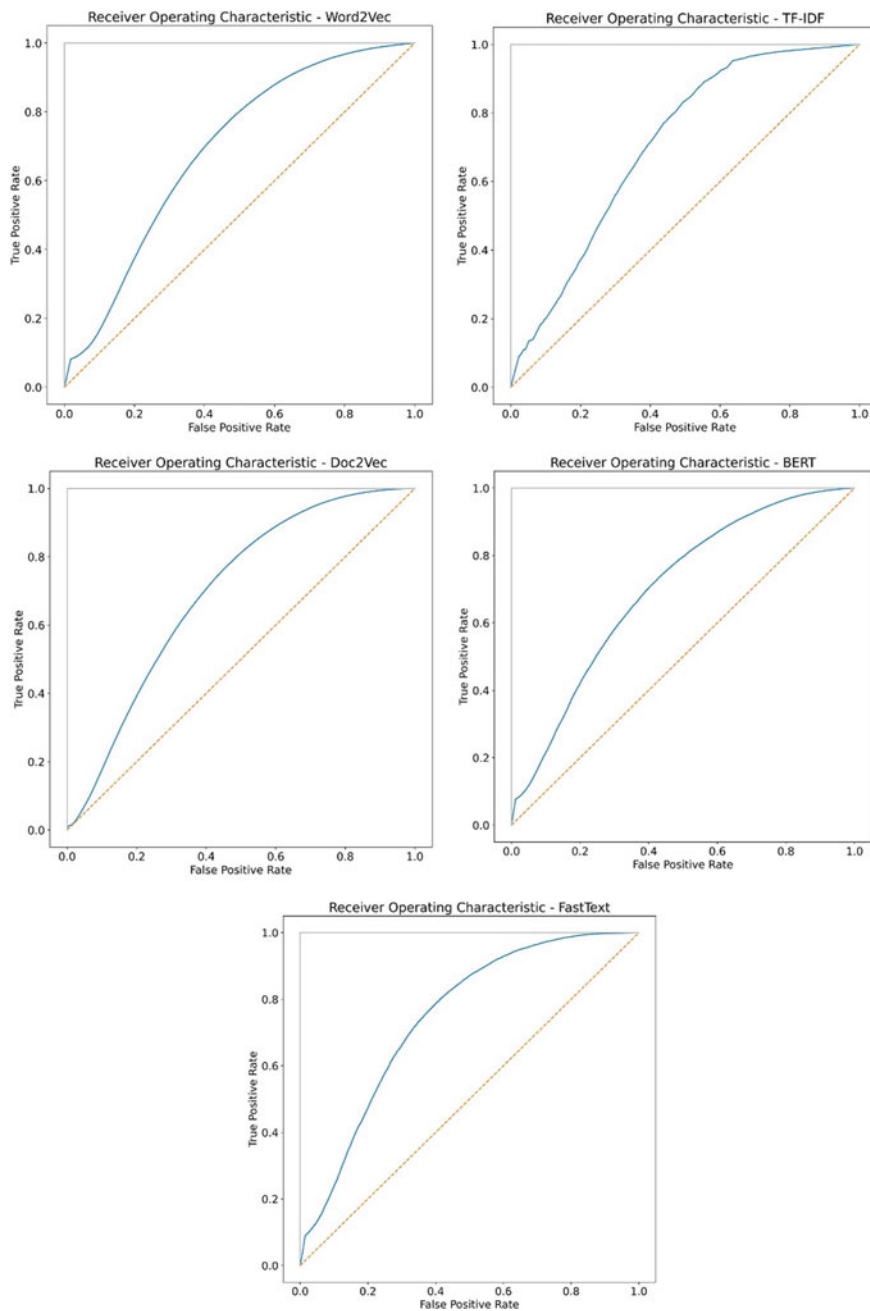 Receiver Operating Characteristic - Word2Vec
1.0
0.8
0.6
0.4
0.2
0.0
True Positive Rate
0.0 0.2 0.4 0.6 0.8 1.0
False Positive Rate
Receiver Operating Characteristic - TF-IDF
1.0
0.8
0.6
0.4
0.2
0.0
True Positive Rate
0.0 0.2 0.4 0.6 0.8 1.0
False Positive Rate
Receiver Operating Characteristic - Doc2Vec
1.0
0.8
0.6
0.4
0.2
0.0
True Positive Rate
0.0 0.2 0.4 0.6 0.8 1.0
False Positive Rate
Receiver Operating Characteristic - BERT
1.0
0.8
0.6
0.4
0.2
0.0
True Positive Rate
0.0 0.2 0.4 0.6 0.8 1.0
False Positive Rate
Receiver Operating Characteristic - FastText
1.0
0.8
0.6
0.4
0.2
0.0
True Positive Rate
0.0 0.2 0.4 0.6 0.8 1.0
False Positive Rate